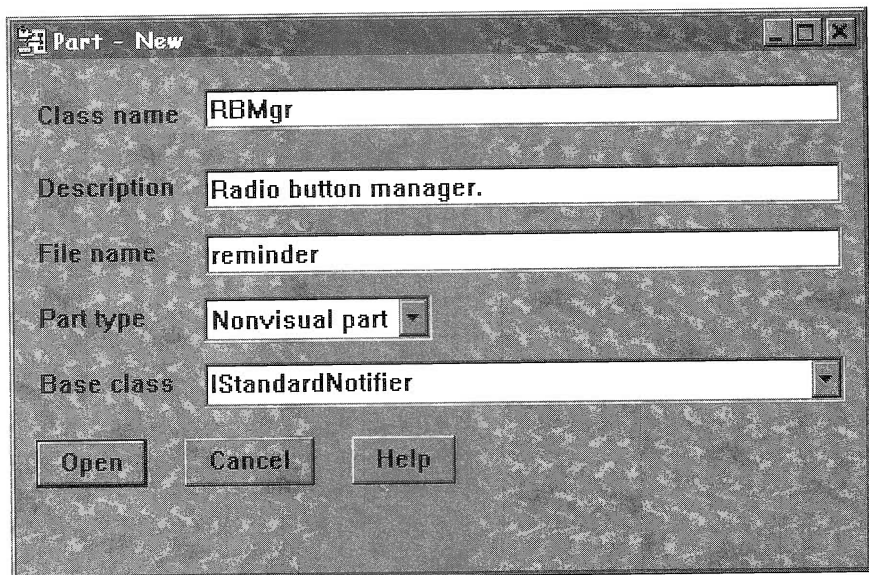 Part - New
Class name RBMgr
Description Radio button manager.
File name reminder
Part type Nonvisual part
Base class IStandardNotifier
Open Cancel Help